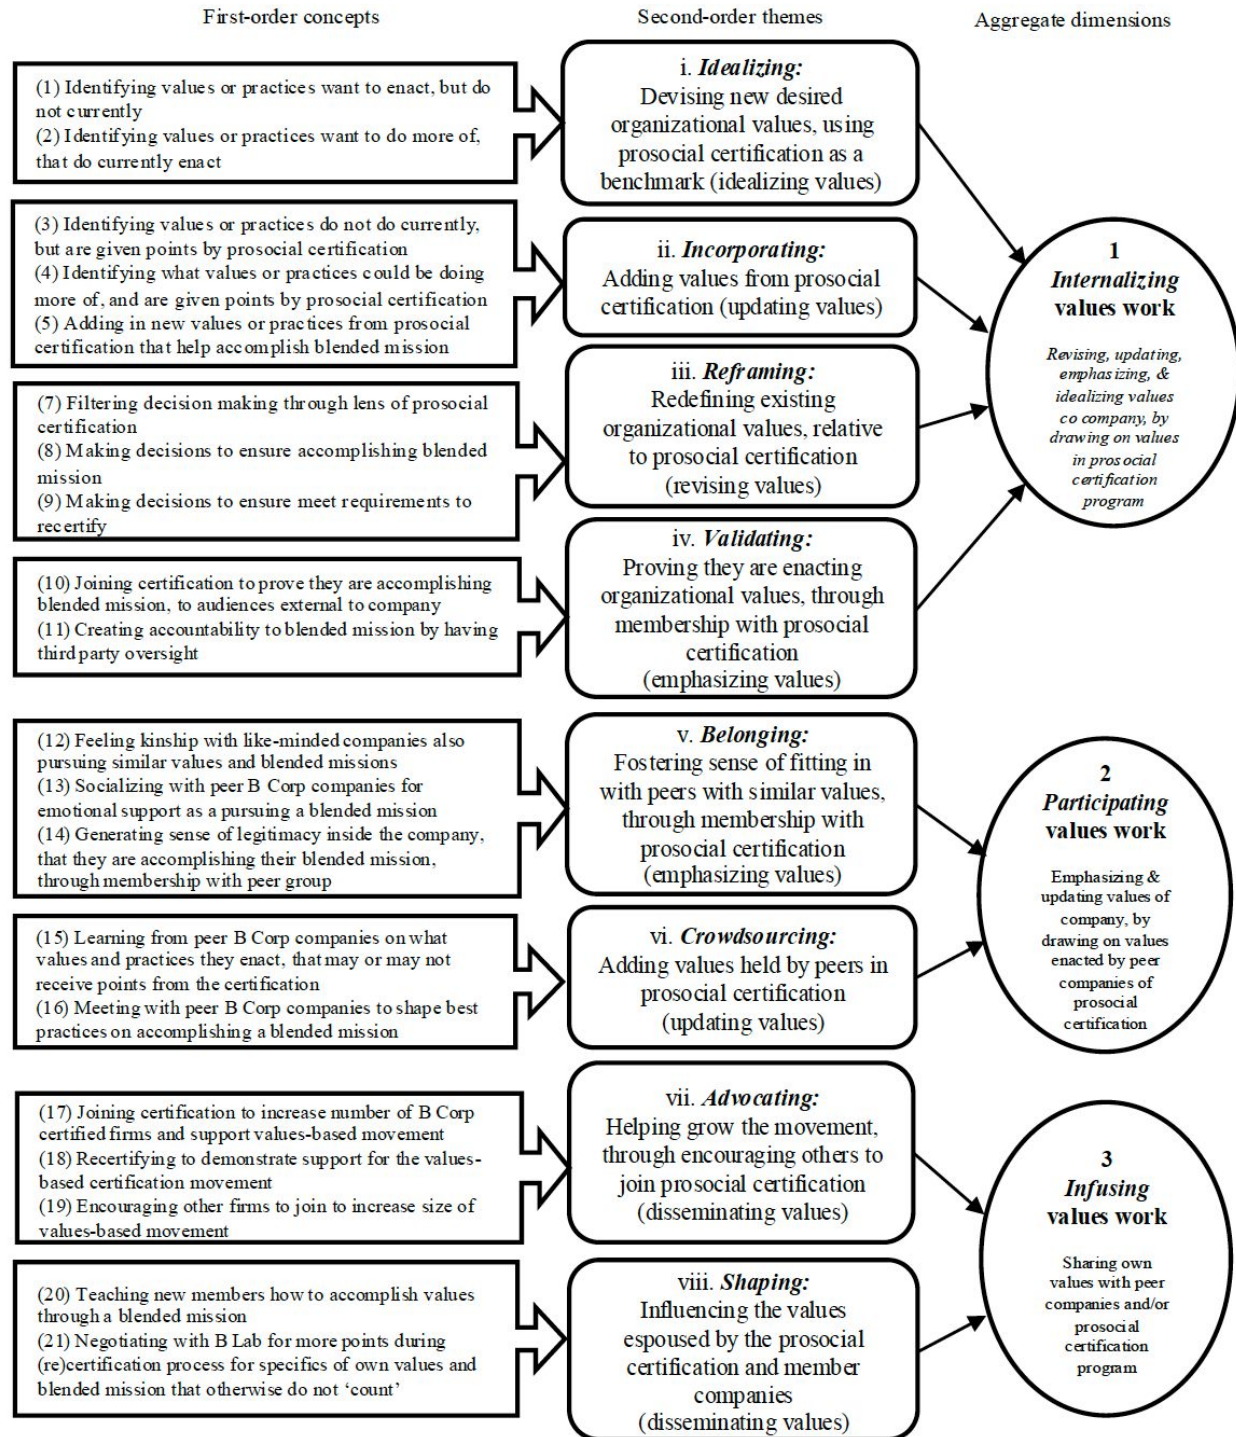 First-order concepts
Second-order themes
Aggregate dimensions
(1) Identifying values or practices want to enact, but do
not currently
(2) Identifying values or practices want to do more of,
that do currently enact
i. Idealizing:
Devising new desired
organizational values, using
prosocial certification as a
benchmark (idealizing values)
(3) Identifying values or practices do not do currently,
but are given points by prosocial certification
(4) Identifying what values or practices could be doing
more of, and are given points by prosocial certification
(5) Adding in new values or practices from prosocial
certification that help accomplish blended mission
ii. Incorporating:
Adding values from prosocial
certification (updating values)
(7) Filtering decision making through lens of prosocial
certification
(8) Making decisions to ensure accomplishing blended
mission
(9) Making decisions to ensure meet requirements to
recertify
iii. Reframing:
Redefining existing
organizational values, relative
to prosocial certification
(revising values)
(10) Joining certification to prove they are accomplishing
blended mission, to audiences external to company
(11) Creating accountability to blended mission by having
third party oversight
iv. Validating:
Proving they are enacting
organizational values, through
membership with prosocial
certification
(emphasizing values)
1
Internalizing
values work
Revising, updating,
emphasizing, &
idealizing values
co company, by
drawing on values
in prosocial
certification
program
(12) Feeling kinship with like-minded companies also
pursuing similar values and blended missions
(13) Socializing with peer B Corp companies for
emotional support as a pursuing a blended mission
(14) Generating sense of legitimacy inside the company,
that they are accomplishing their blended mission,
through membership with peer group
v. Belonging:
Fostering sense of fitting in
with peers with similar values,
through membership with
prosocial certification
(emphasizing values)
(15) Learning from peer B Corp companies on what
values and practices they enact, that may or may not
receive points from the certification
(16) Meeting with peer B Corp companies to shape best
practices on accomplishing a blended mission
vi. Crowdsourcing:
Adding values held by peers in
prosocial certification
(updating values)
2
Participating
values work
Emphasizing &
updating values of
company, by
drawing on values
enacted by peer
companies of
prosocial
certification
(17) Joining certification to increase number of B Corp
certified firms and support values-based movement
(18) Recertifying to demonstrate support for the values-
based certification movement
(19) Encouraging other firms to join to increase size of
values-based movement
vii. Advocating:
Helping grow the movement,
through encouraging others to
join prosocial certification
(disseminating values)
(20) Teaching new members how to accomplish values
through a blended mission
(21) Negotiating with B Lab for more points during
(re)certification process for specifics of own values and
blended mission that otherwise do not ‘count’
viii. Shaping:
Influencing the values
espoused by the prosocial
certification and member
companies
(disseminating values)
3
Infusing
values work
Sharing own
values with peer
companies and/or
prosocial
certification
program